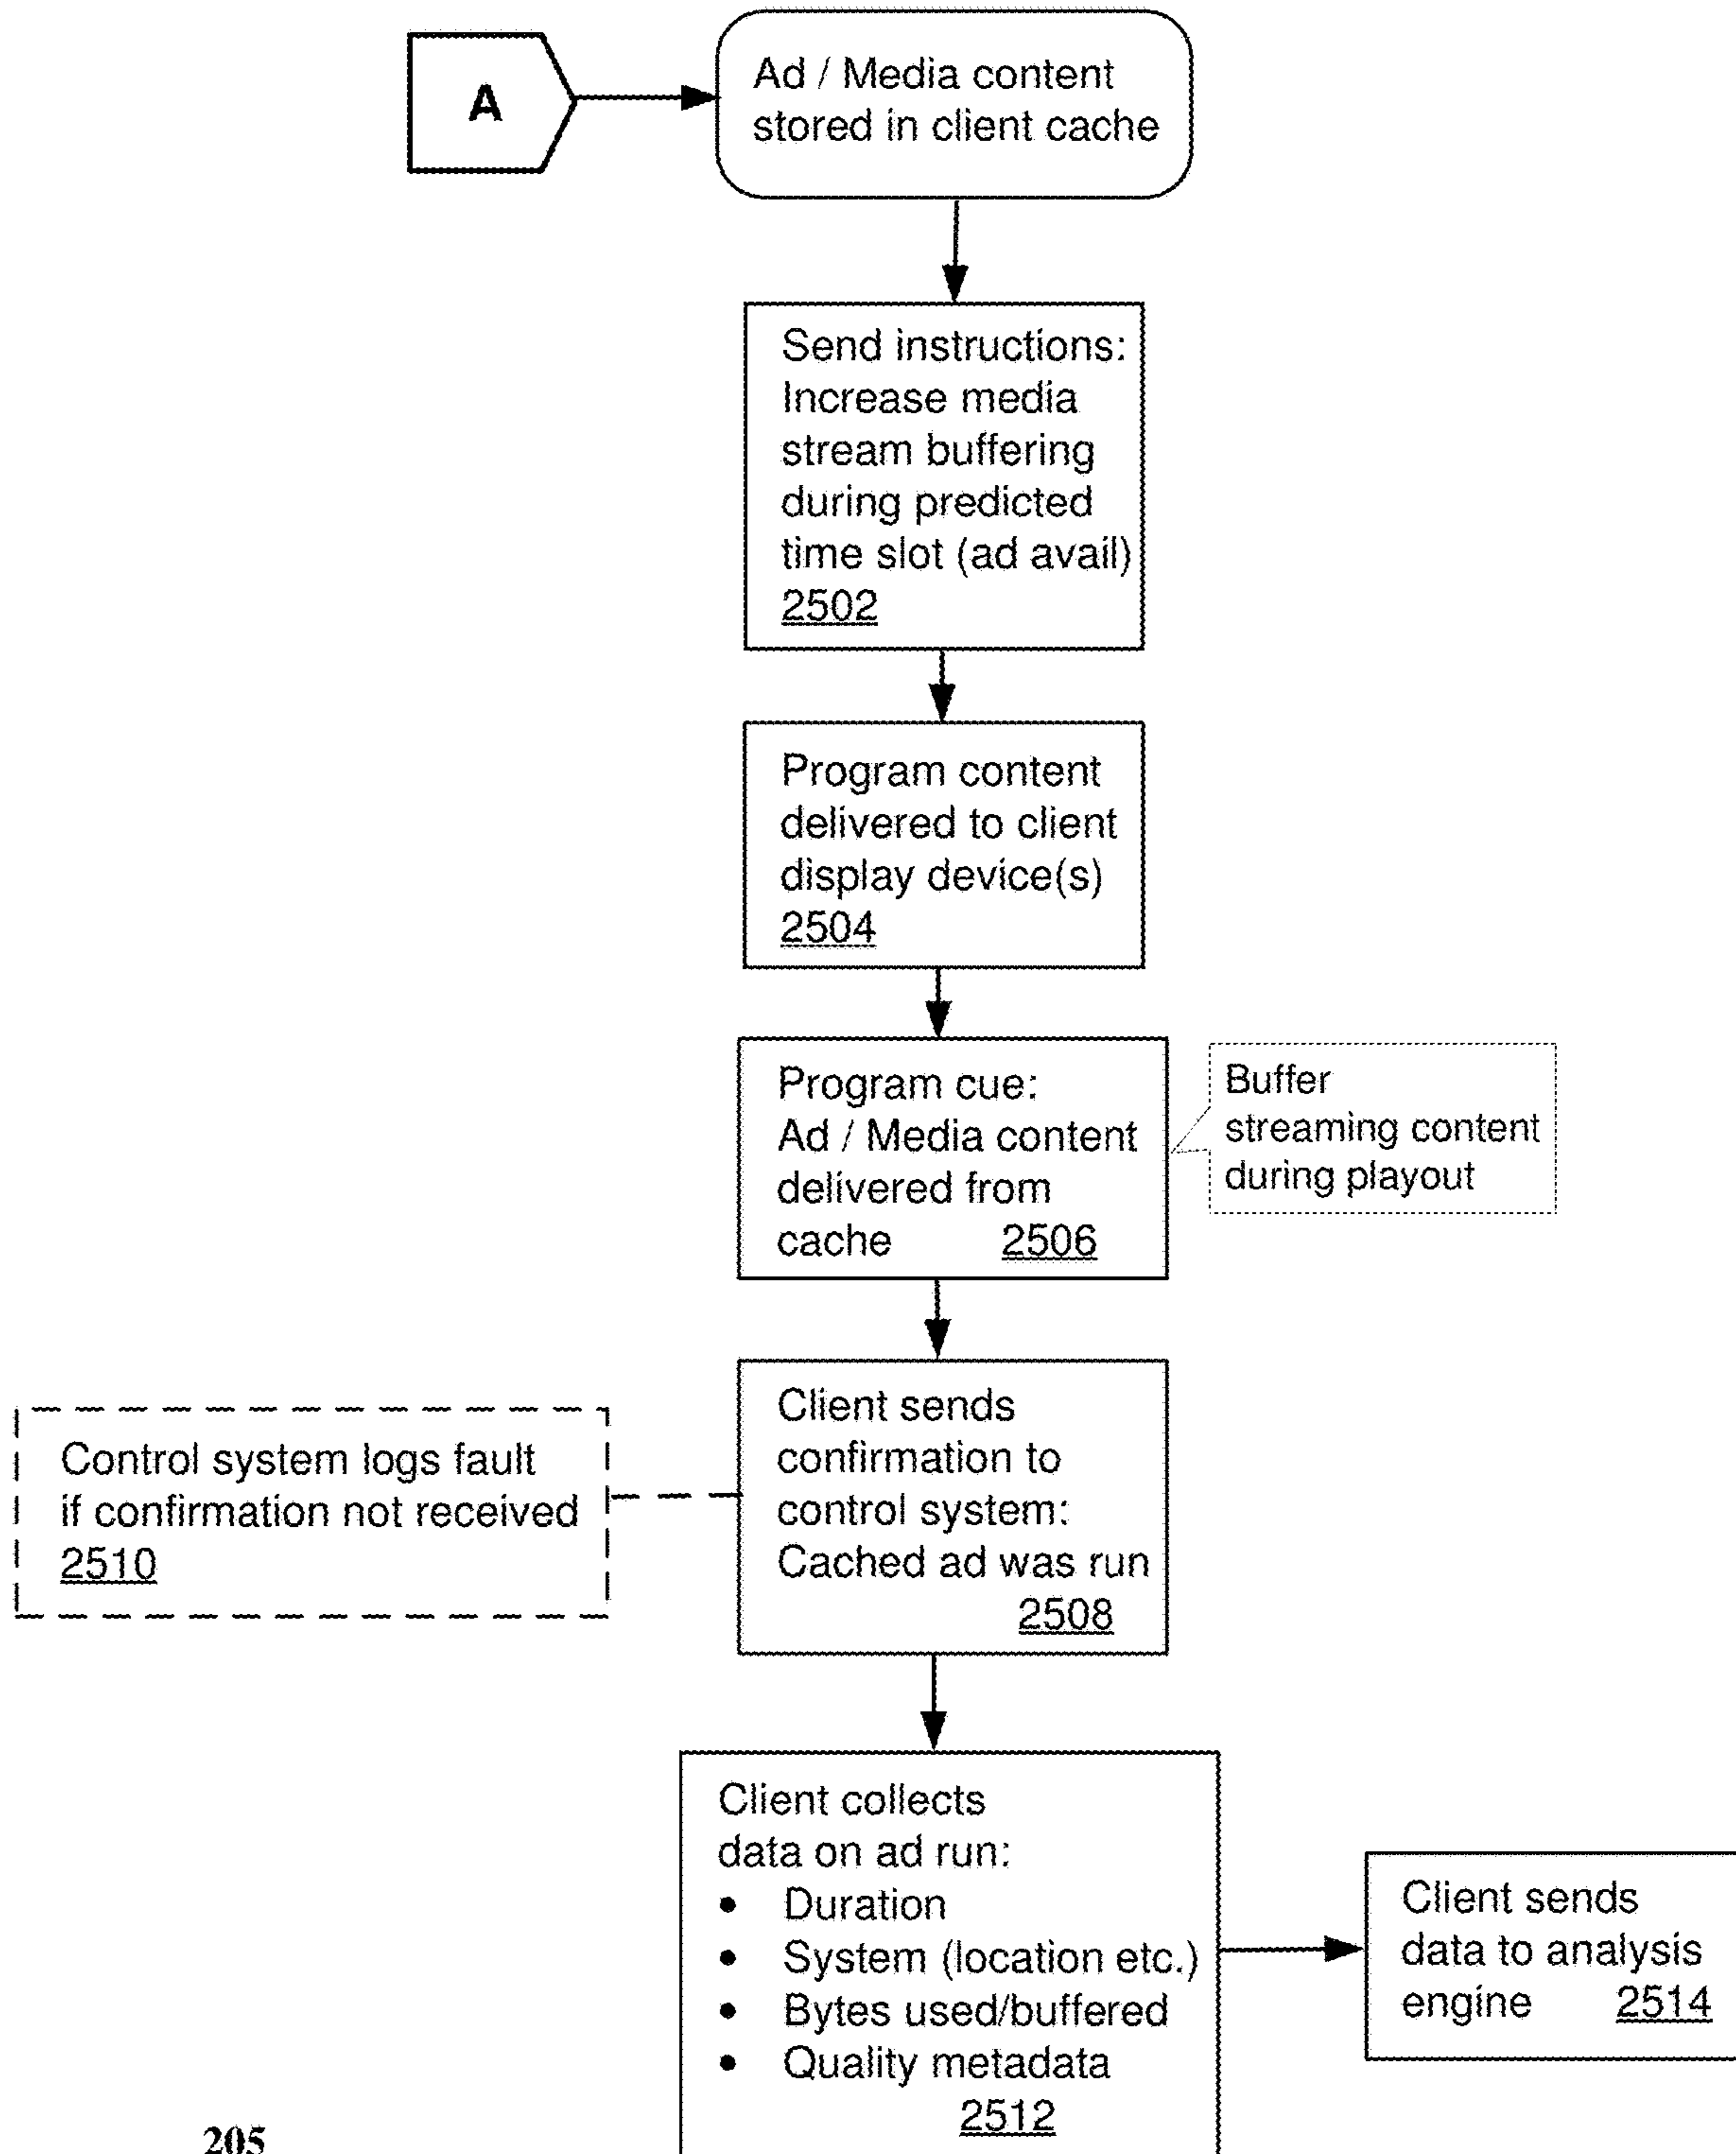 A
Ad / Media content
stored in client cache
Send instructions:
Increase media
stream buffering
during predicted
time slot (ad avail)
2502
Program content
delivered to client
display device(s)
2504
Program cue:
Ad / Media content
delivered from
cache 2506
Buffer
streaming content
during playout
Client sends
confirmation to
control system:
Cached ad was run
2508
Control system logs fault
if confirmation not received
2510
Client collects
data on ad run:
• Duration
• System (location etc.)
• Bytes used/buffered
• Quality metadata
2512
Client sends
data to analysis
engine 2514
205